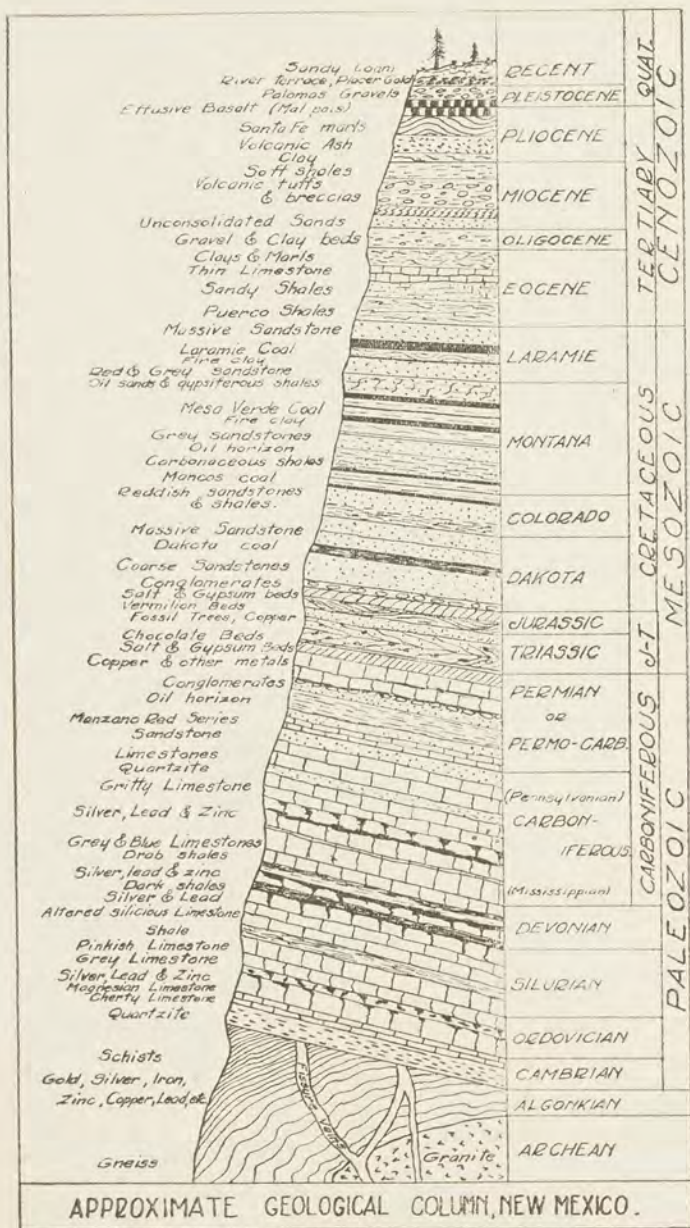 Sandy Loam
River Terrace, Placer Gold
Palomas Gravels
Effusive Basalt (Mal pais)
Santa Fe marls
Volcanic Ash
Clay
Soft shales
Volcanic tuffs
& breccias
Unconsolidated Sands
Gravel & Clay beds
Clays & Marls
Thin Limestone
Sandy Shales
Puerco Shales
Massive Sandstone
Laramie Coal
Fire clay
Red & Grey sandstone
Oil sands & gypsiferous shales
Mesa Verde Coal
Fire clay
Grey sandstones
Oil horizon
Carbonaceous shales
Mancos coal
Reddish sandstones
& shales.
Massive Sandstone
Dakota coal
Coarse Sandstones
Conglomerates
Salt & Gypsum beds
Vermilion Beds
Fossil Trees, Copper
Chocolate Beds
Salt & Gypsum Beds
Copper & other metals
Conglomerates
Oil horizon
Manzano Red Series
Sandstone
Limestones
Quartzite
Gritty Limestone
Silver, Lead & Zinc
Grey & Blue Limestones
Drab shales
Silver, lead & zinc
Dark shales
Silver & Lead
Altered silicious Limestone
Shale
Pinkish Limestone
Grey Limestone
Silver, Lead & Zinc
Magnesian Limestone
Cherty Limestone
Quartzite
Schists
Gold, Silver, Iron,
Zinc, Copper, Lead, etc.
Gneiss
Fissure Veins
Granite
RECENT
PLEISTOCENE
PLIOCENE
MIOCENE
OLIGOCENE
EOCENE
LARAMIE
MONTANA
COLORADO
DAKOTA
JURASSIC
TRIASSIC
PERMIAN
OR
PERMO-CARB.
(Pennsylvanian)
CARBON-
IFEROUS.
(Mississippian)
DEVONIAN
SILURIAN
ORDOVICIAN
CAMBRIAN
ALGONKIAN
ARCHEAN
QUAT.
TERTIARY
CRETACEOUS
J-T
CARBONIFEROUS
CENOZOIC
MESOZOIC
PALEOZOIC
APPROXIMATE GEOLOGICAL COLUMN, NEW MEXICO.